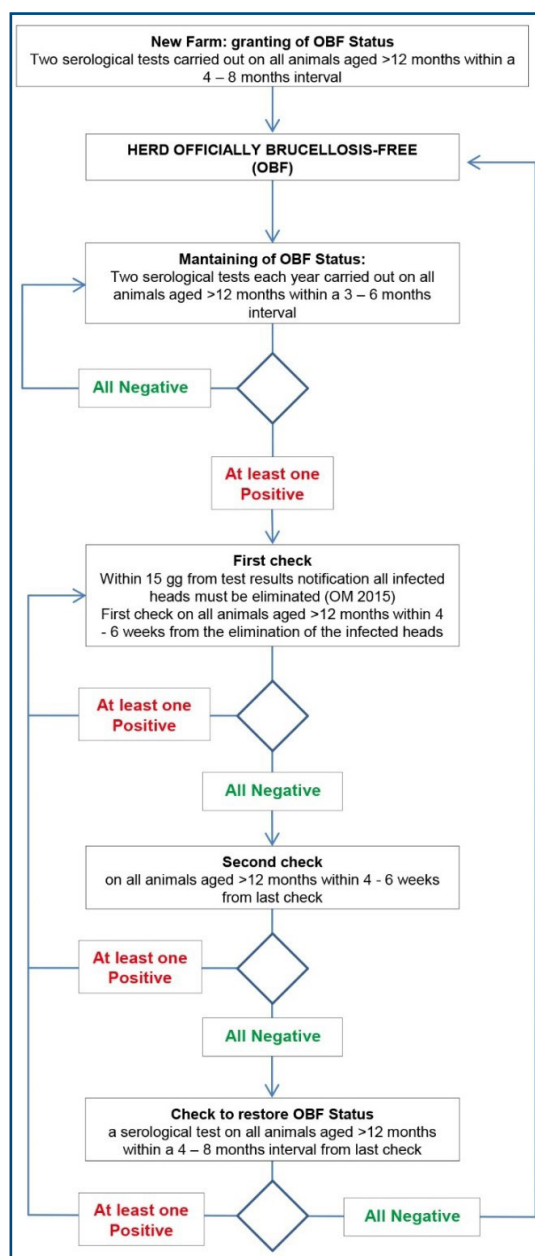 New Farm: granting of OBF Status
Two serological tests carried out on all animals aged >12 months within a
4 – 8 months interval
HERD OFFICIALLY BRUCELLOSIS-FREE
(OBF)
Mantaining of OBF Status:
Two serological tests each year carried out on all
animals aged >12 months within a 3 – 6 months
interval
All Negative
At least one
Positive
First check
Within 15 gg from test results notification all infected
heads must be eliminated (OM 2015)
First check on all animals aged >12 months within 4
- 6 weeks from the elimination of the infected heads
At least one
Positive
All Negative
Second check
on all animals aged >12 months within 4 - 6 weeks
from last check
At least one
Positive
All Negative
Check to restore OBF Status
a serological test on all animals aged >12 months
within a 4 – 8 months interval from last check
At least one
Positive
All Negative